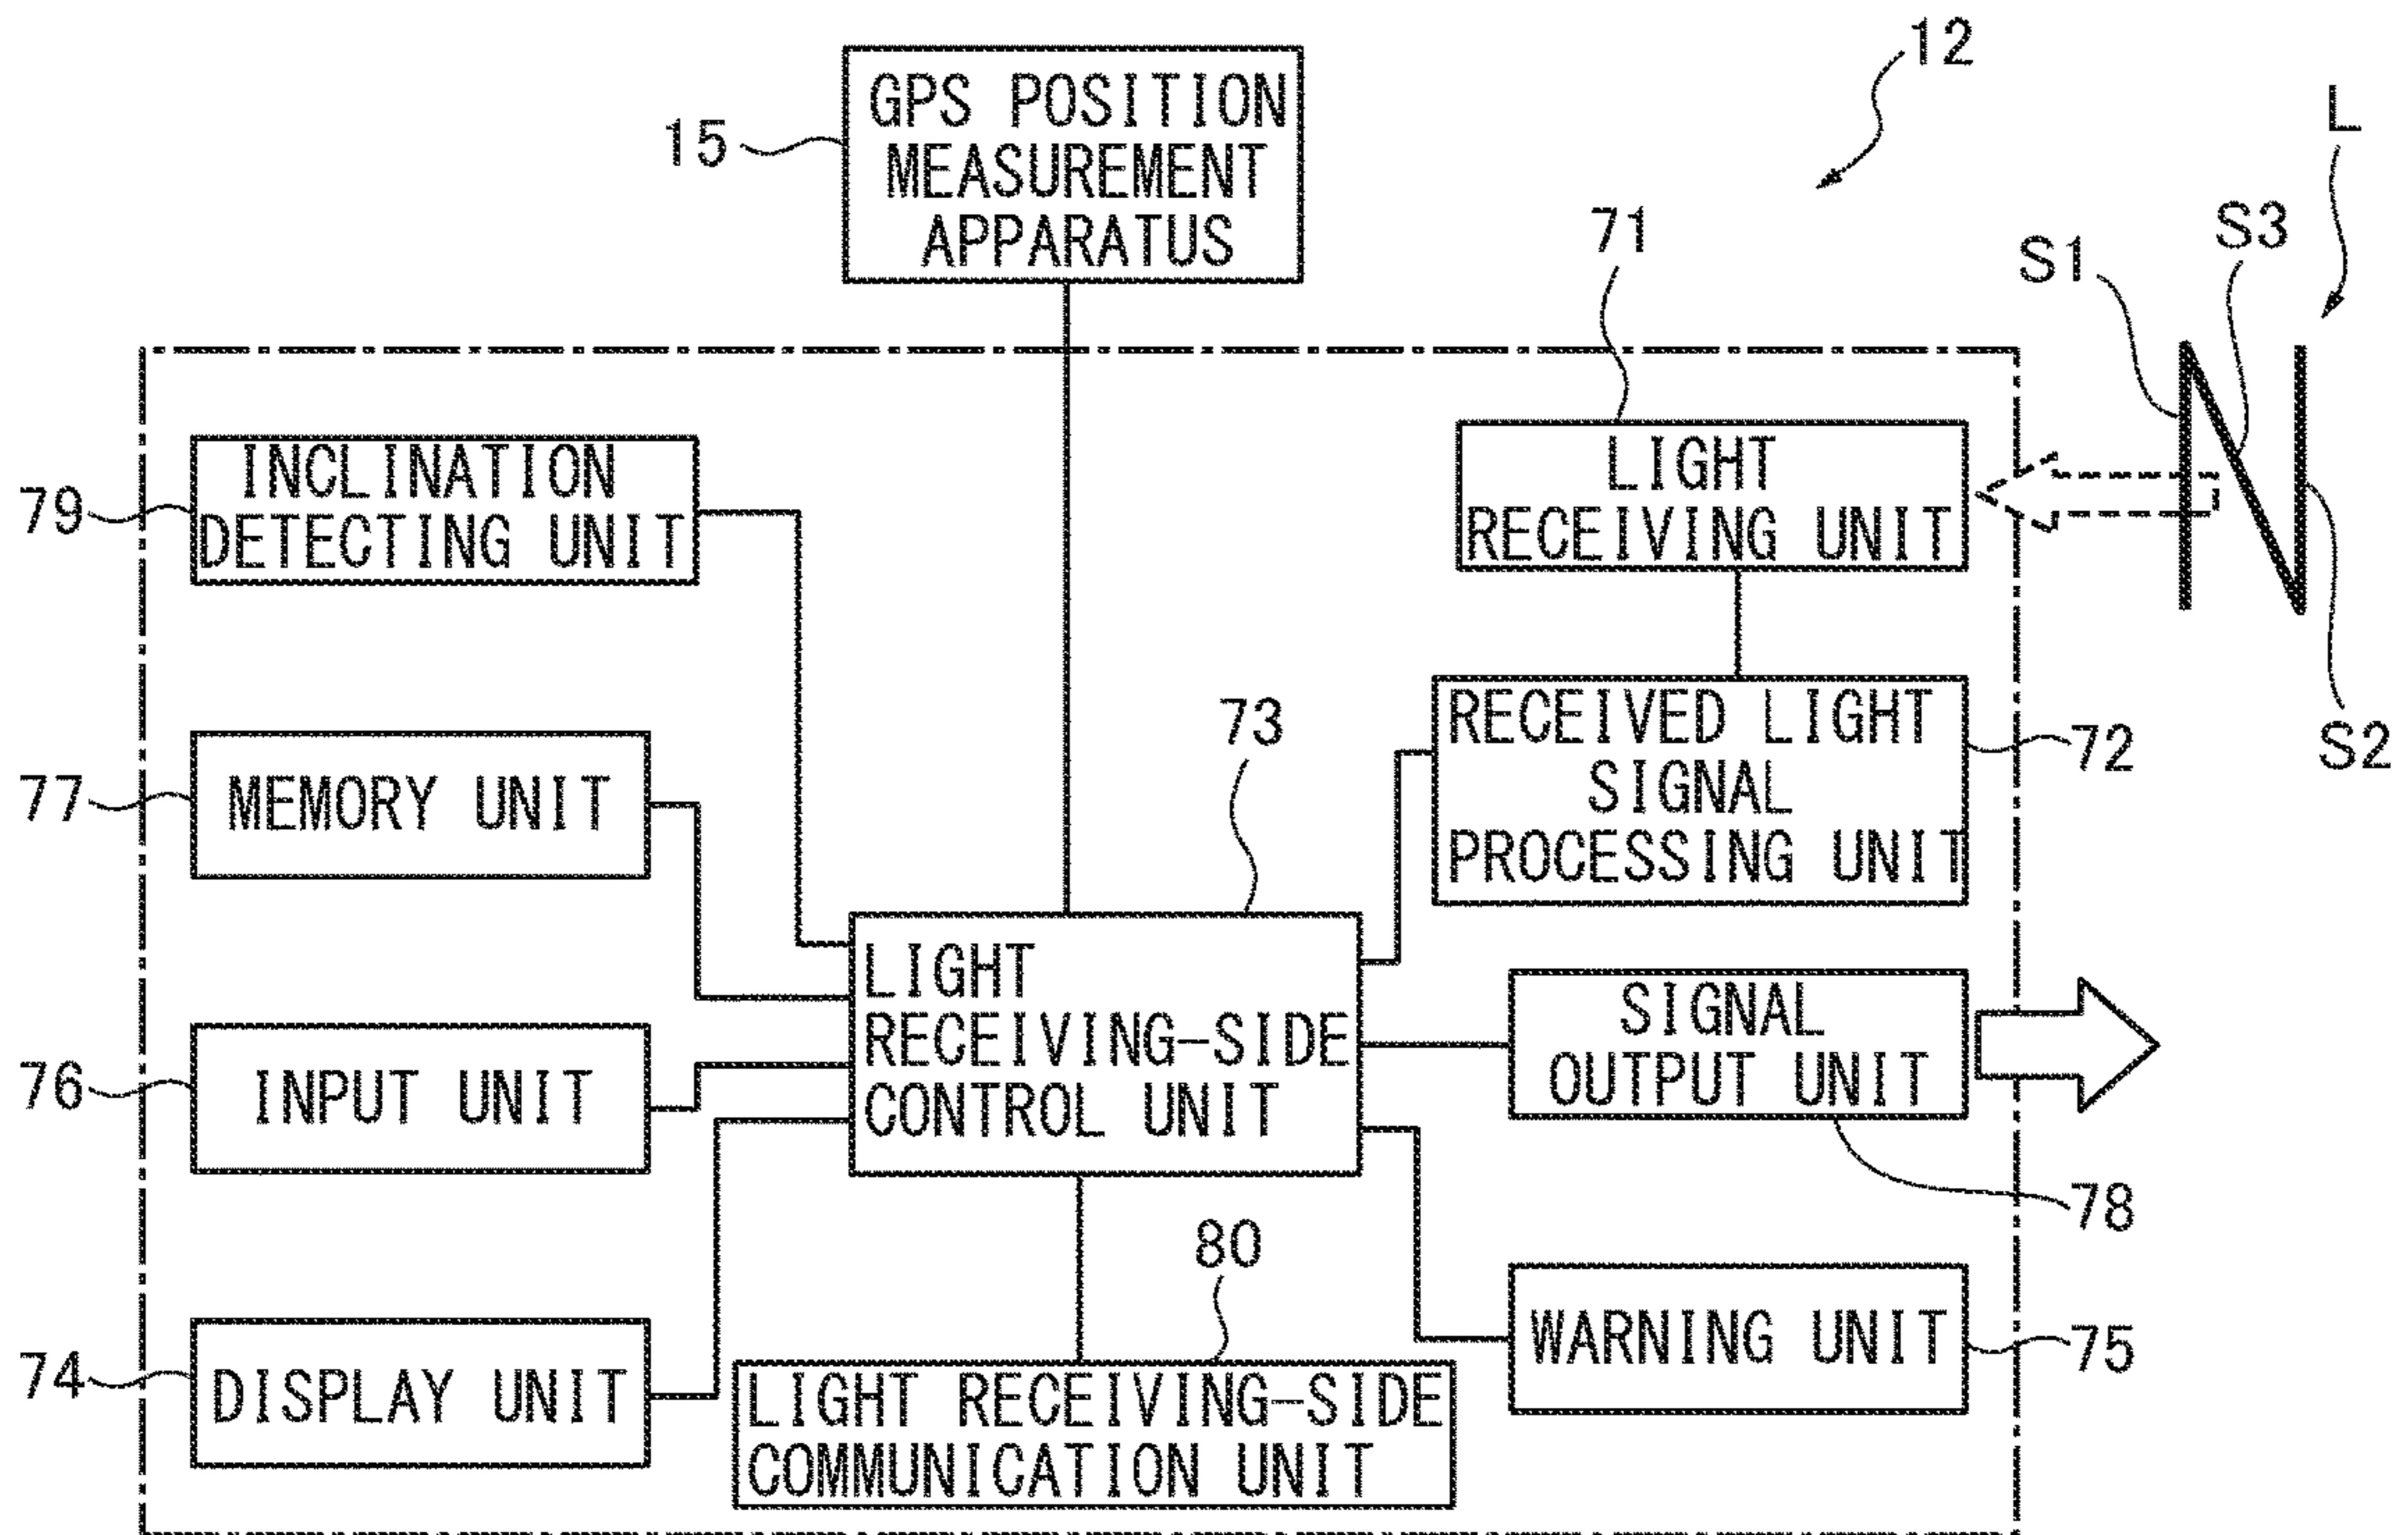 12
GPS POSITION
MEASUREMENT
APPARATUS
15
L
71
S1
S3
S2
INCLINATION
DETECTING UNIT
79
LIGHT
RECEIVING UNIT
73
RECEIVED LIGHT
SIGNAL
PROCESSING UNIT
72
MEMORY UNIT
77
LIGHT
RECEIVING-SIDE
CONTROL UNIT
SIGNAL
OUTPUT UNIT
78
INPUT UNIT
76
80
WARNING UNIT
75
DISPLAY UNIT
74
LIGHT RECEIVING-SIDE
COMMUNICATION UNIT